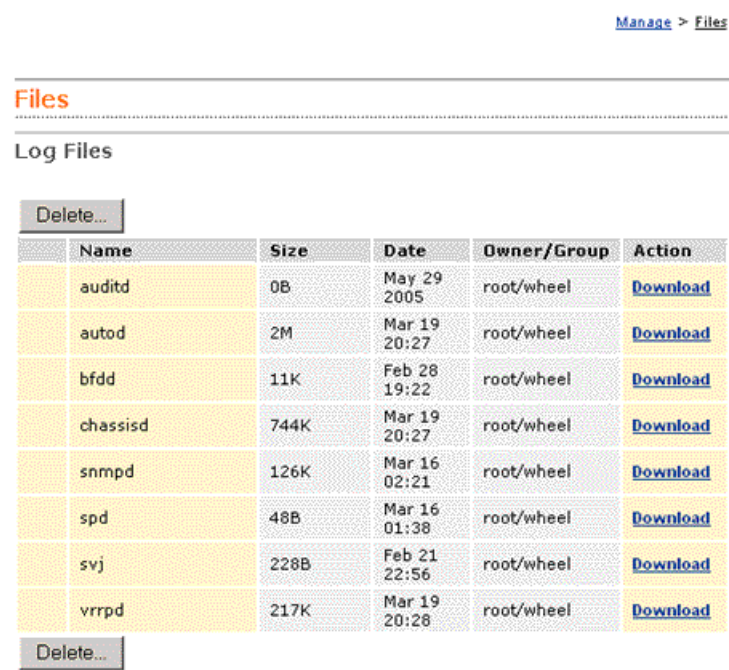 Manage > Files
Files
Log Files
Delete...
Name Size Date Owner/Group Action
auditd 0B May 29 2005 root/wheel Download
autod 2M Mar 19 20:27 root/wheel Download
bfdd 11K Feb 28 19:22 root/wheel Download
chassisd 744K Mar 19 20:27 root/wheel Download
snmpd 126K Mar 16 02:21 root/wheel Download
spd 48B Mar 16 01:38 root/wheel Download
svj 228B Feb 21 22:56 root/wheel Download
vrrpd 217K Mar 19 20:28 root/wheel Download
Delete...